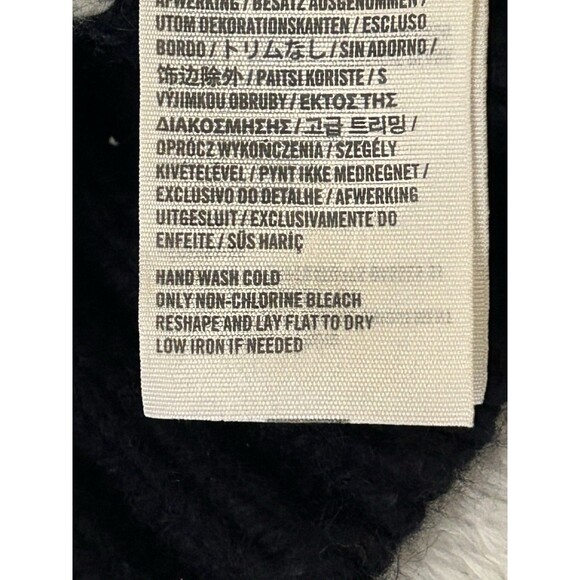 AFWERKING / BESATZ AUSGENOMMEN /
UTOM DEKORATIONSKANTEN / ESCLUSO
BORDO / トリムなし / SIN ADORNO /
饰边除外 / PAITSI KORISTE / S
VÝJIMKOU OBRUBY / ΕΚΤΟΣ ΤΗΣ
ΔΙΑΚΟΣΜΗΣΗΣ / 고급 트리밍 /
OPRÓCZ WYKOŃCZENIA / SZEGÉLY
KIVÉTELÉVEL / PYNT IKKE MEDREGNET /
EXCLUSIVO DO DETALHE / AFWERKING
UITGESLUIT / EXCLUSIVAMENTE DO
ENFEITE / SÜS HARİÇ
HAND WASH COLD
ONLY NON-CHLORINE BLEACH
RESHAPE AND LAY FLAT TO DRY
LOW IRON IF NEEDED